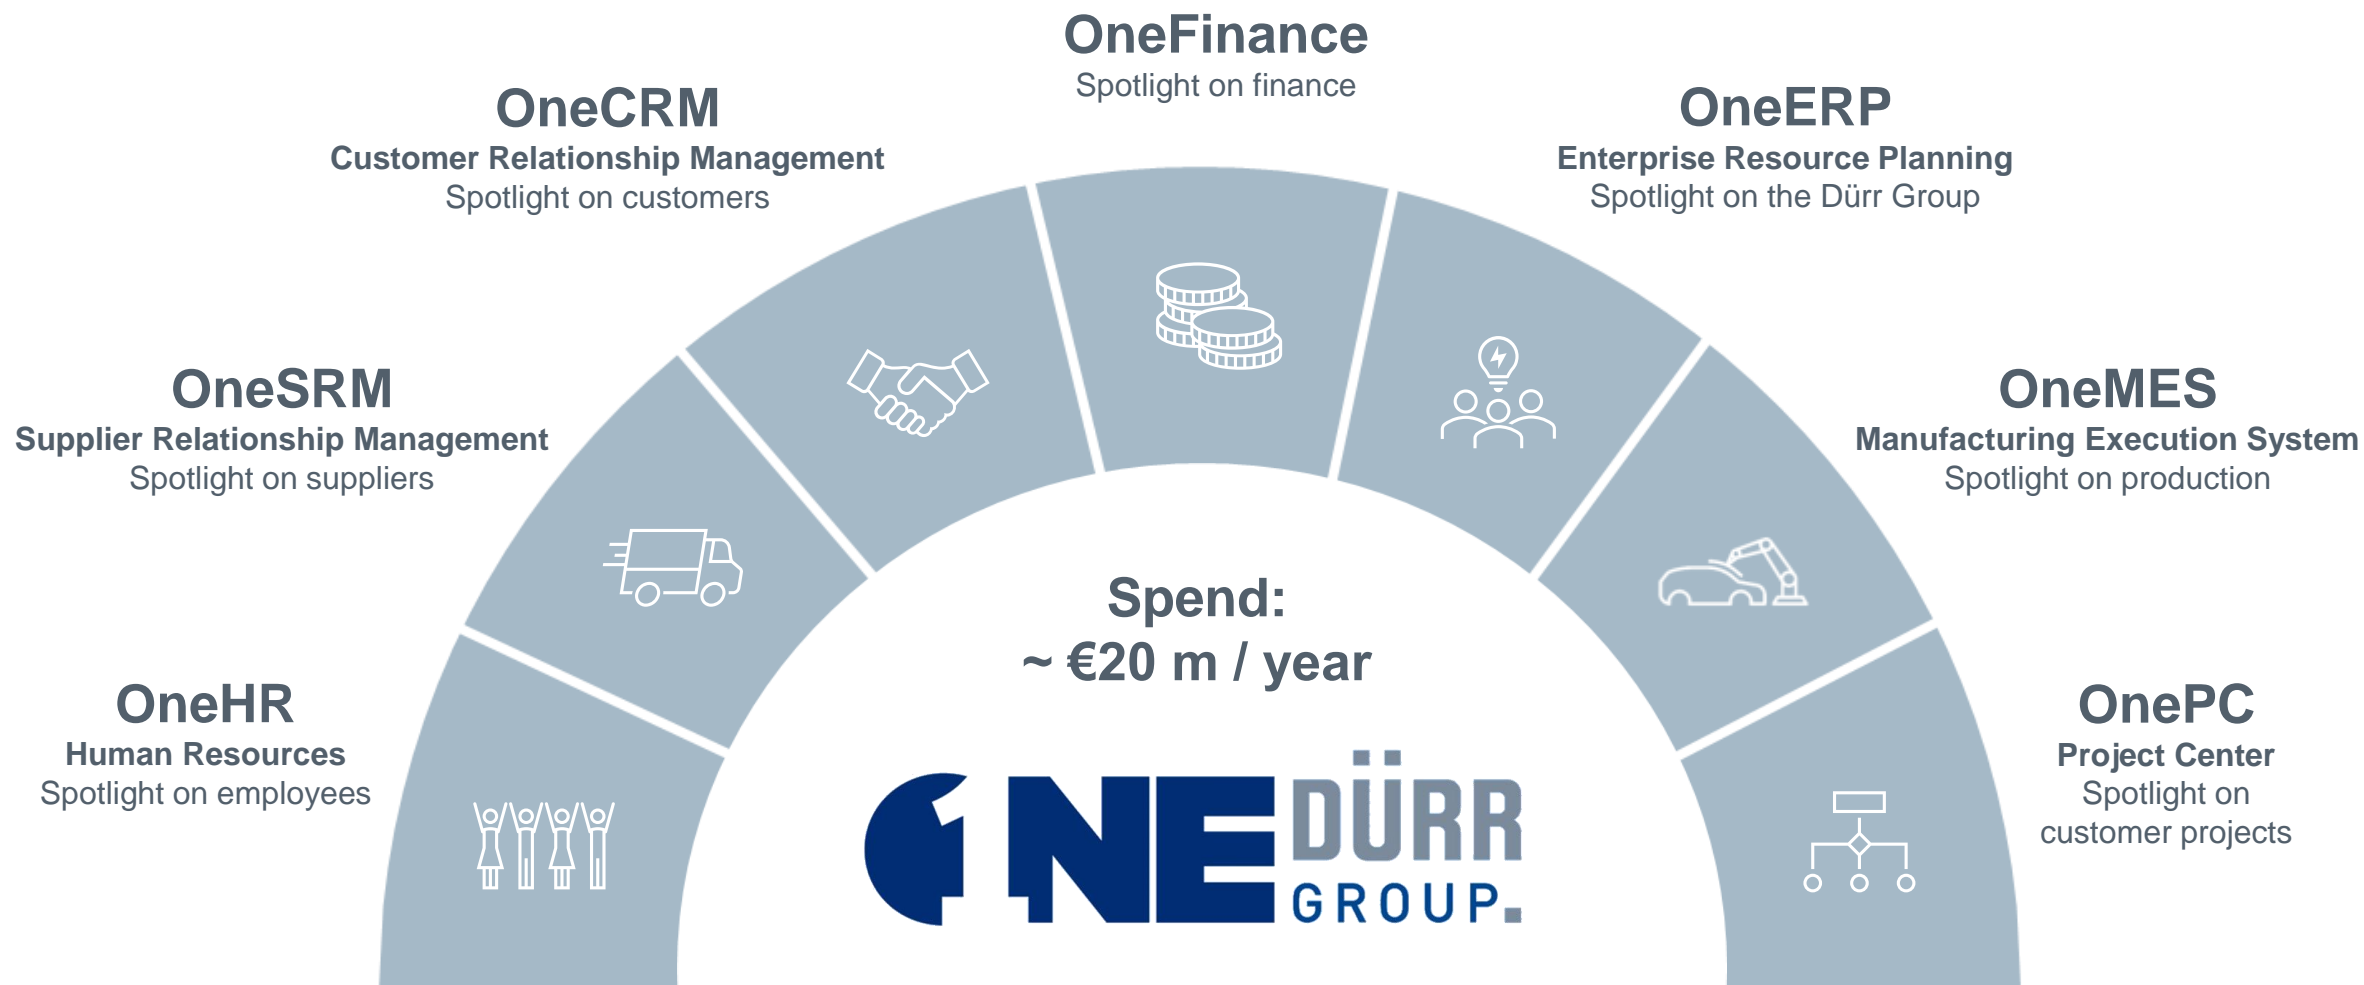 OneFinance
Spotlight on finance
OneCRM
Customer Relationship Management
Spotlight on customers
OneERP
Enterprise Resource Planning
Spotlight on the Dürr Group
OneSRM
Supplier Relationship Management
Spotlight on suppliers
OneMES
Manufacturing Execution System
Spotlight on production
OneHR
Human Resources
Spotlight on employees
OnePC
Project Center
Spotlight on
customer projects
Spend:
~ €20 m / year
ONE DÜRR
GROUP.